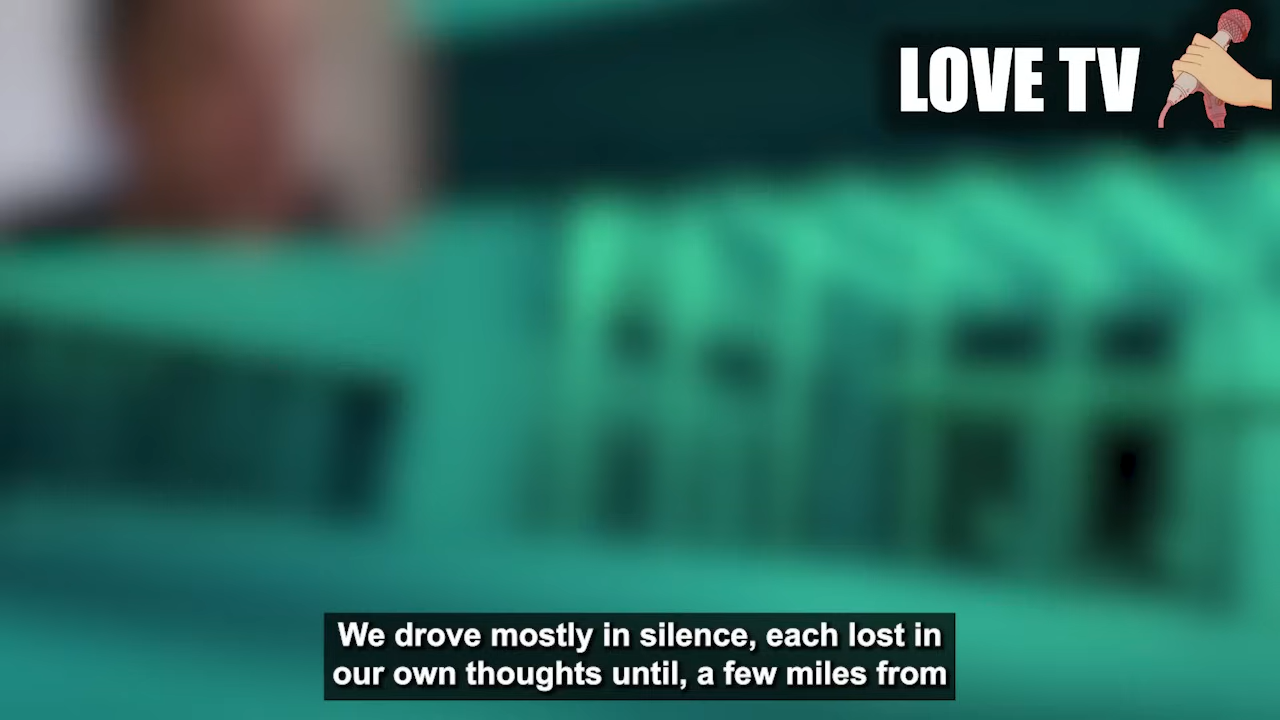 LOVE TV
We drove mostly in silence, each lost in
our own thoughts until, a few miles from